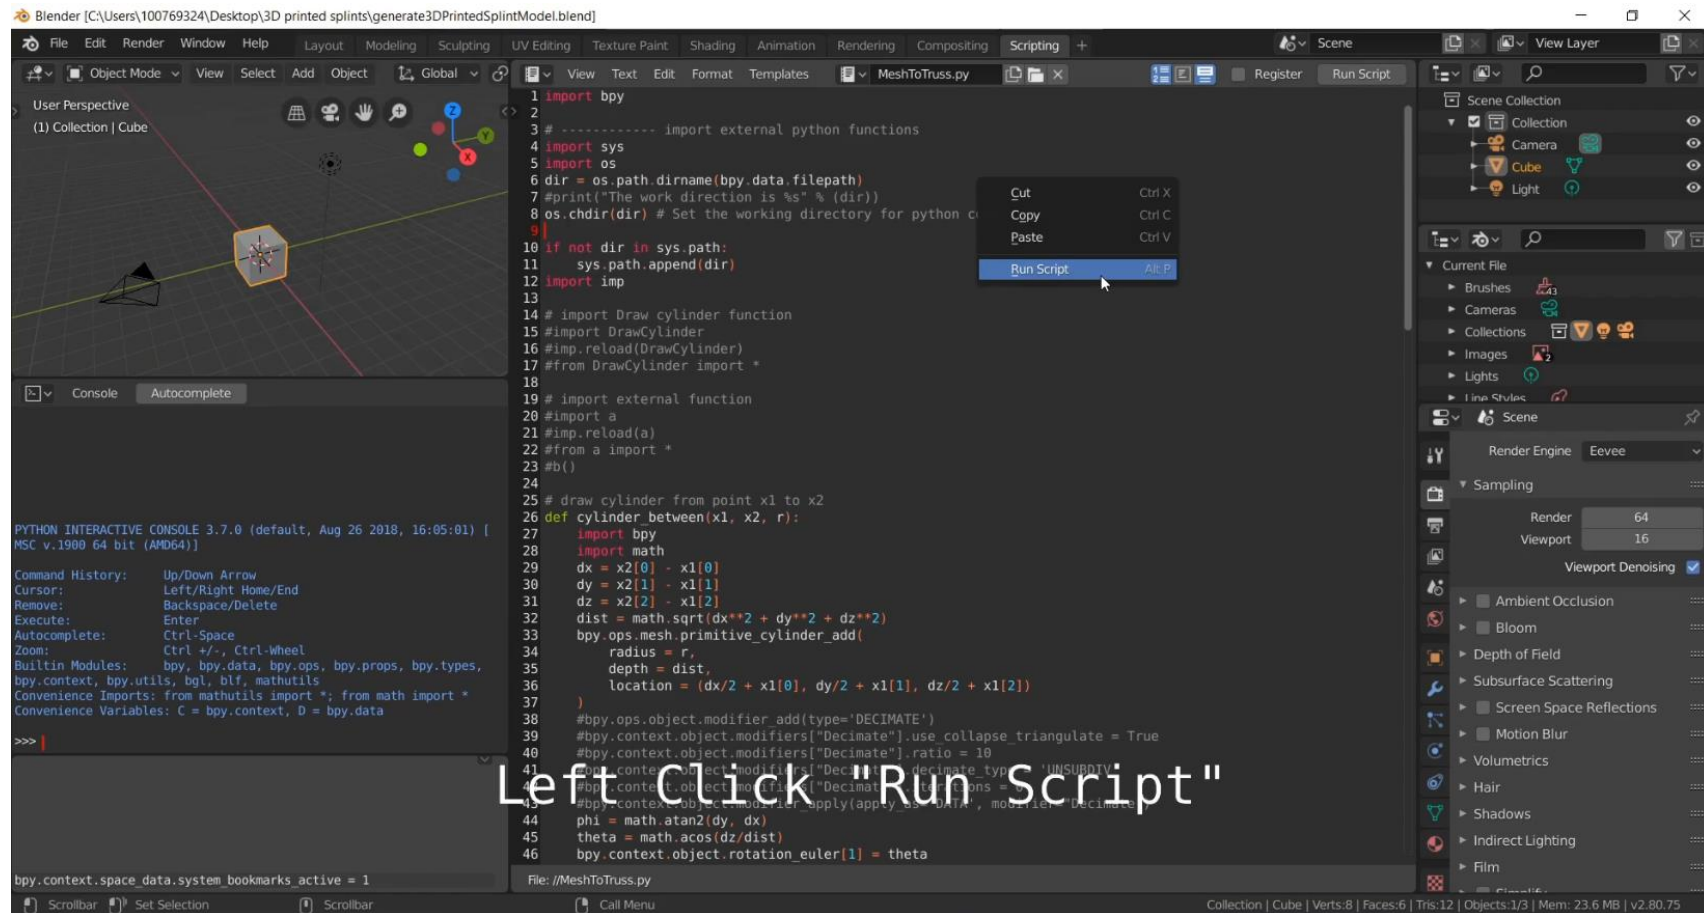 Blender [C:\Users\100769324\Desktop\3D printed splints\generate3DPrintedSplintModel.blend]
File Edit Render Window Help Layout Modeling Sculpting UV Editing Texture Paint Shading Animation Rendering Compositing Scripting + Scene View Layer
Object Mode View Select Add Object Global
View Text Edit Format Templates MeshToTruss.py Register Run Script
User Perspective
(1) Collection | Cube
Z
Y
X
1 import bpy
2
3 # ------------ import external python functions
4 import sys
5 import os
6 dir = os.path.dirname(bpy.data.filepath)
7 #print("The work direction is %s" % (dir))
8 os.chdir(dir) # Set the working directory for python
9
10 if not dir in sys.path:
11 sys.path.append(dir)
12 import imp
13
14 # import Draw cylinder function
15 #import DrawCylinder
16 #imp.reload(DrawCylinder)
17 #from DrawCylinder import *
18
19 # import external function
20 #import a
21 #imp.reload(a)
22 #from a import *
23 #b()
24
25 # draw cylinder from point x1 to x2
26 def cylinder_between(x1, x2, r):
27 import bpy
28 import math
29 dx = x2[0] - x1[0]
30 dy = x2[1] - x1[1]
31 dz = x2[2] - x1[2]
32 dist = math.sqrt(dx**2 + dy**2 + dz**2)
33 bpy.ops.mesh.primitive_cylinder_add(
34 radius = r,
35 depth = dist,
36 location = (dx/2 + x1[0], dy/2 + x1[1], dz/2 + x1[2])
37 )
38 #bpy.ops.object.modifier_add(type='DECIMATE')
39 #bpy.context.object.modifiers["Decimate"].use_collapse_triangulate = True
40 #bpy.context.object.modifiers["Decimate"].ratio = 10
41
44 phi = math.atan2(dy, dx)
45 theta = math.acos(dz/dist)
46 bpy.context.object.rotation_euler[1] = theta
File: //MeshToTruss.py
Cut Ctrl X
Copy Ctrl C
Paste Ctrl V
Run Script Alt P
Left Click "Run Script"
Console Autocomplete
PYTHON INTERACTIVE CONSOLE 3.7.0 (default, Aug 26 2018, 16:05:01) [
MSC v.1900 64 bit (AMD64)]
Command History: Up/Down Arrow
Cursor: Left/Right Home/End
Remove: Backspace/Delete
Execute: Enter
Autocomplete: Ctrl-Space
Zoom: Ctrl +/-, Ctrl-Wheel
Builtin Modules: bpy, bpy.data, bpy.ops, bpy.props, bpy.types,
bpy.context, bpy.utils, bgl, blf, mathutils
Convenience Imports: from mathutils import *; from math import *
Convenience Variables: C = bpy.context, D = bpy.data
>>>
bpy.context.space_data.system_bookmarks_active = 1
Scene Collection
Collection
Camera
Cube
Light
Current File
Brushes 43
Cameras
Collections
Images 2
Lights
Line Styles
Scene
Render Engine Eevee
Sampling
Render 64
Viewport 16
Viewport Denoising
Ambient Occlusion
Bloom
Depth of Field
Subsurface Scattering
Screen Space Reflections
Motion Blur
Volumetrics
Hair
Shadows
Indirect Lighting
Film
Scrollbar Set Selection Scrollbar Call Menu Collection | Cube | Verts:8 | Faces:6 | Tris:12 | Objects:1/3 | Mem: 23.6 MB | v2.80.75